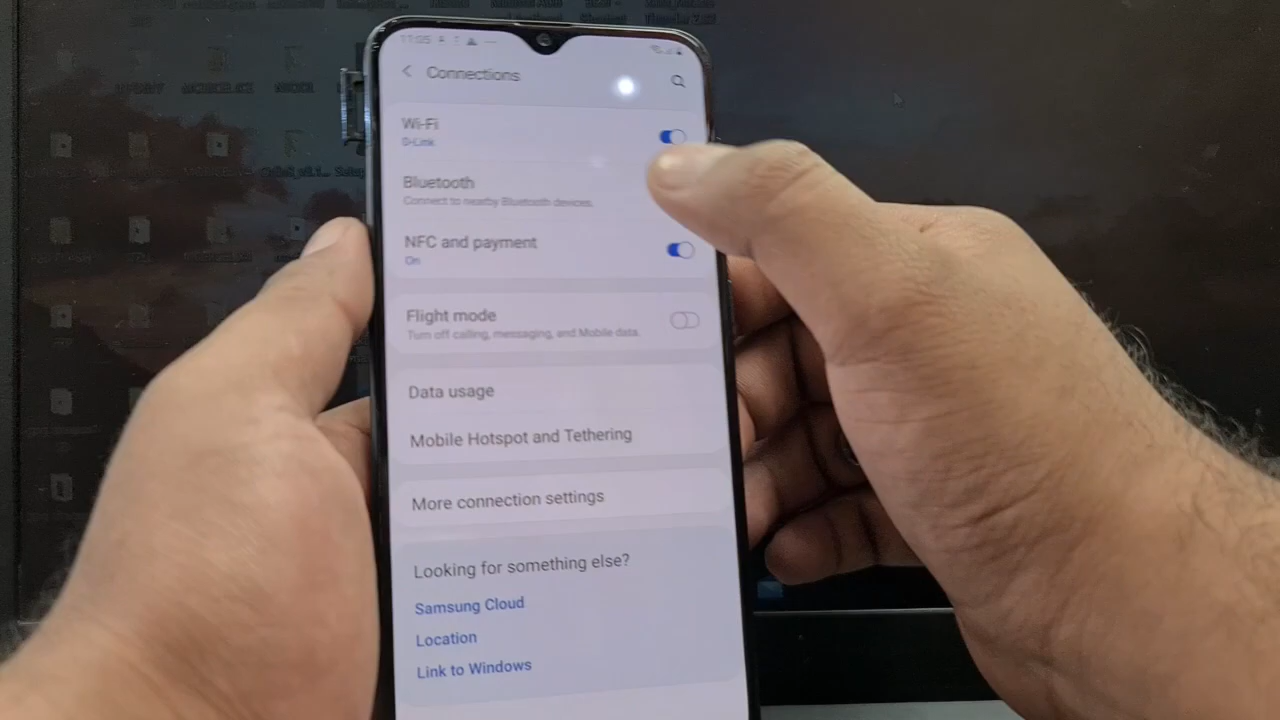 11:05
Connections
Wi-Fi
D-Link
Bluetooth
Connect to nearby Bluetooth devices.
NFC and payment
On
Flight mode
Turn off calling, messaging, and Mobile data.
Data usage
Mobile Hotspot and Tethering
More connection settings
Looking for something else?
Samsung Cloud
Location
Link to Windows